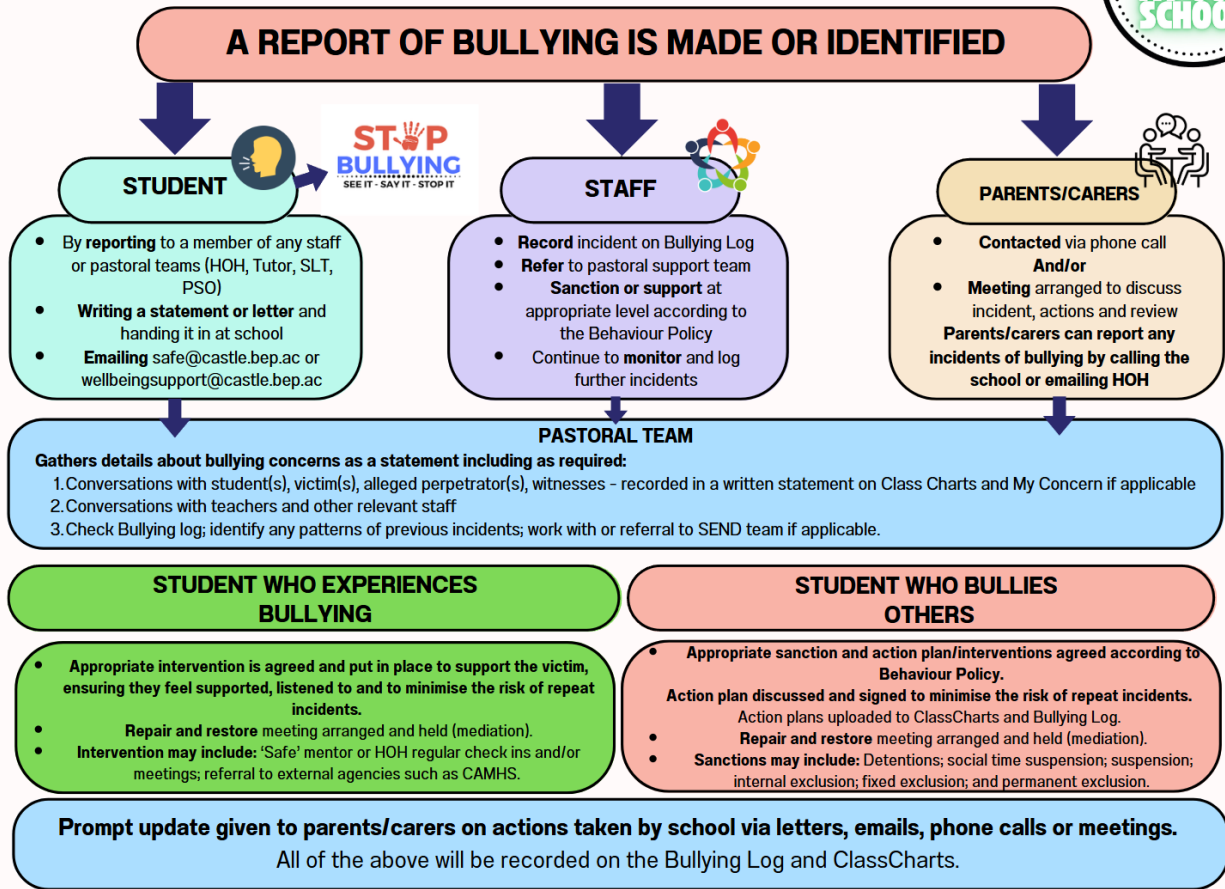 SCHOO
A REPORT OF BULLYING IS MADE OR IDENTIFIED
STUDENT
STOP
BULLYING
SEE IT - SAY IT - STOP IT
By reporting to a member of any staff
or pastoral teams (HOH, Tutor, SLT,
PSO)
Writing a statement or letter and
handing it in at school
Emailing safe@castle.bep.ac or
wellbeingsupport@castle.bep.ac
STAFF
Record incident on Bullying Log
Refer to pastoral support team
Sanction or support at
appropriate level according to
the Behaviour Policy
Continue to monitor and log
further incidents
PARENTS/CARERS
Contacted via phone call
And/or
Meeting arranged to discuss
incident, actions and review
Parents/carers can report any
incidents of bullying by calling the
school or emailing HOH
PASTORAL TEAM
Gathers details about bullying concerns as a statement including as required:
1.Conversations with student(s), victim(s), alleged perpetrator(s), witnesses - recorded in a written statement on Class Charts and My Concern if applicable
2.Conversations with teachers and other relevant staff
3.Check Bullying log; identify any patterns of previous incidents; work with or referral to SEND team if applicable.
STUDENT WHO EXPERIENCES
BULLYING
Appropriate intervention is agreed and put in place to support the victim,
ensuring they feel supported, listened to and to minimise the risk of repeat
incidents.
Repair and restore meeting arranged and held (mediation).
Intervention may include: 'Safe' mentor or HOH regular check ins and/or
meetings; referral to external agencies such as CAMHS.
STUDENT WHO BULLIES
OTHERS
Appropriate sanction and action plan/interventions agreed according to
Behaviour Policy.
Action plan discussed and signed to minimise the risk of repeat incidents.
Action plans uploaded to ClassCharts and Bullying Log.
Repair and restore meeting arranged and held (mediation).
Sanctions may include: Detentions; social time suspension; suspension;
internal exclusion; fixed exclusion; and permanent exclusion.
Prompt update given to parents/carers on actions taken by school via letters, emails, phone calls or meetings.
All of the above will be recorded on the Bullying Log and ClassCharts.